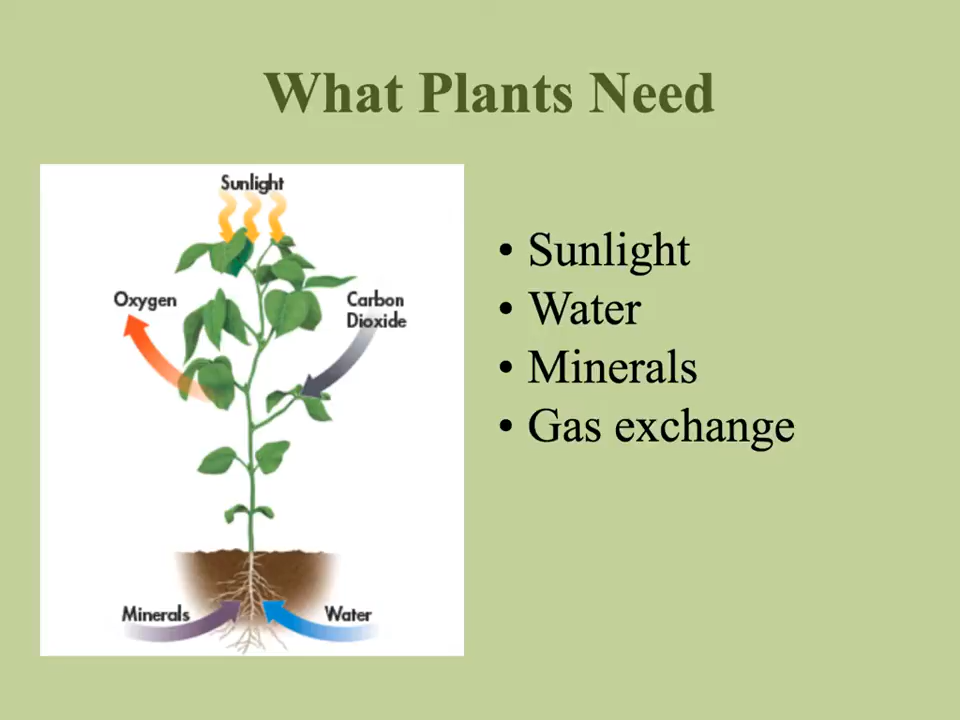 What Plants Need
Sunlight
Oxygen
Carbon
Dioxide
Minerals
Water
• Sunlight
• Water
• Minerals
• Gas exchange